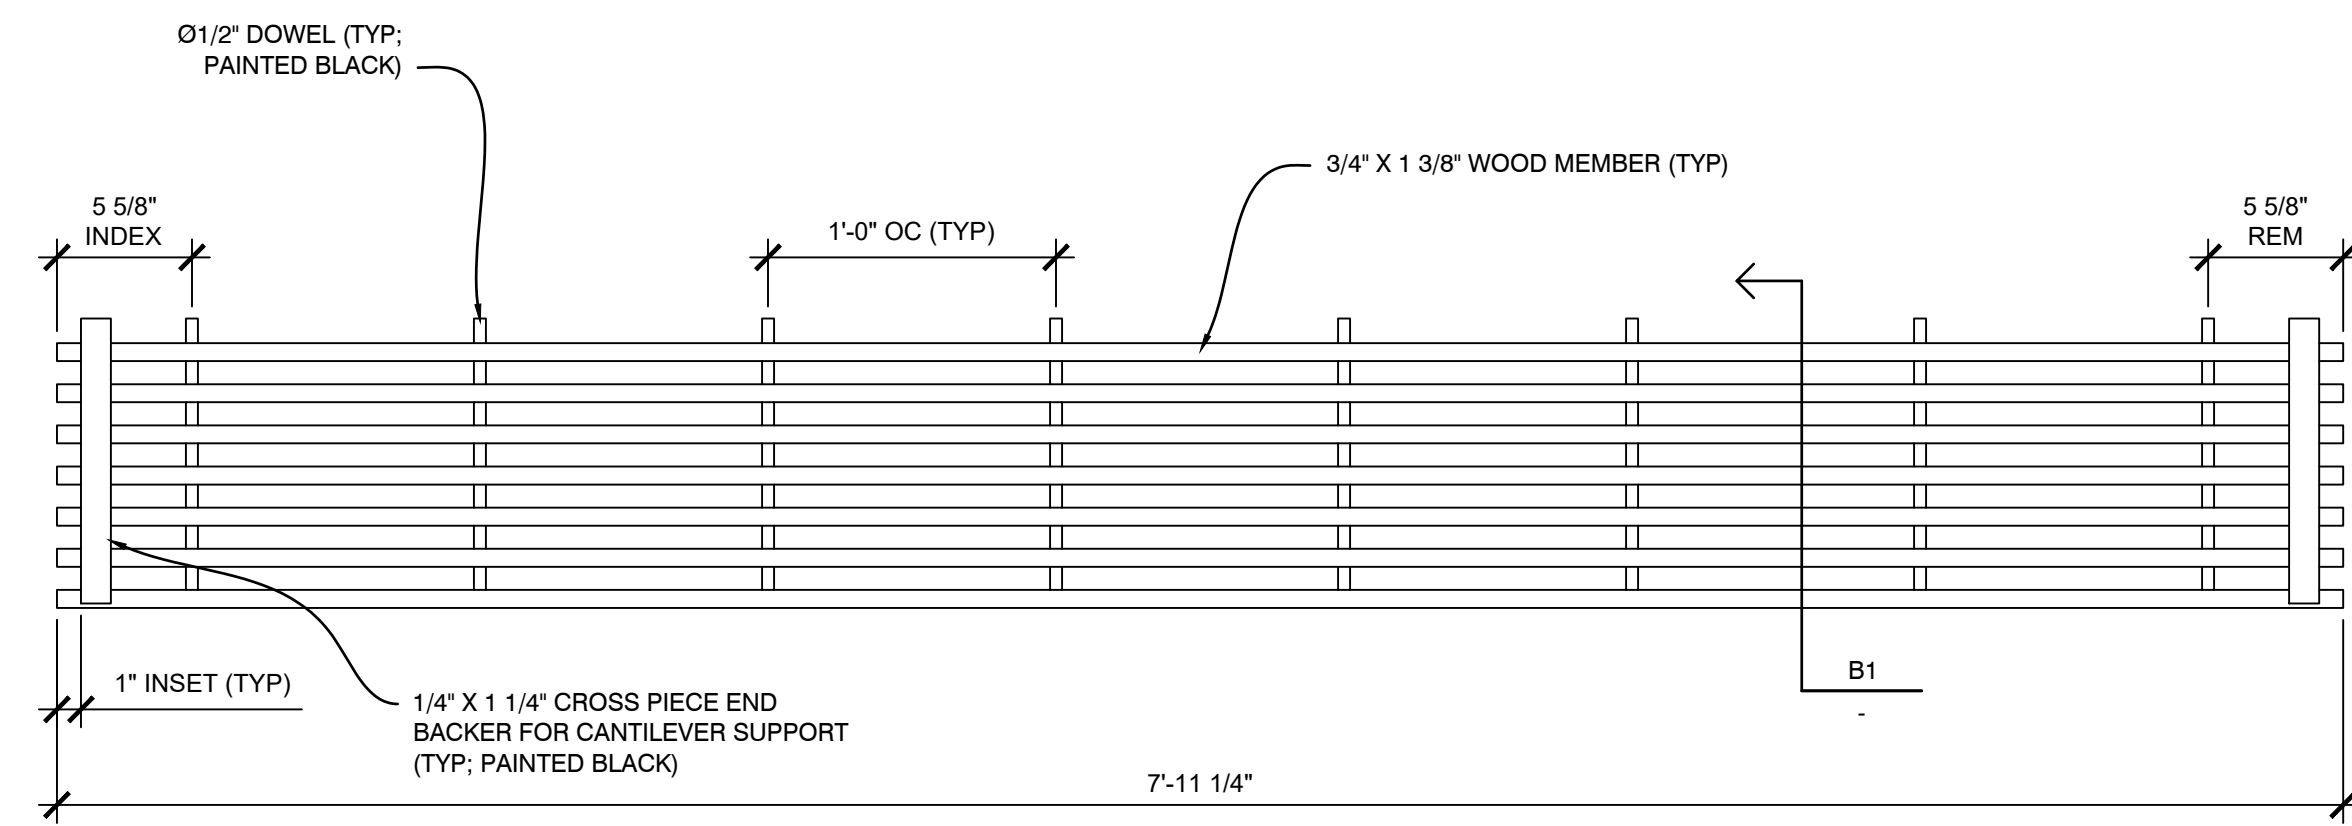 Ø1/2" DOWEL (TYP;
PAINTED BLACK)
3/4" X 1 3/8" WOOD MEMBER (TYP)
5 5/8"
INDEX
1'-0" OC (TYP)
5 5/8"
REM
1" INSET (TYP)
1/4" X 1 1/4" CROSS PIECE END
BACKER FOR CANTILEVER SUPPORT
(TYP; PAINTED BLACK)
B1
-
7'-11 1/4"